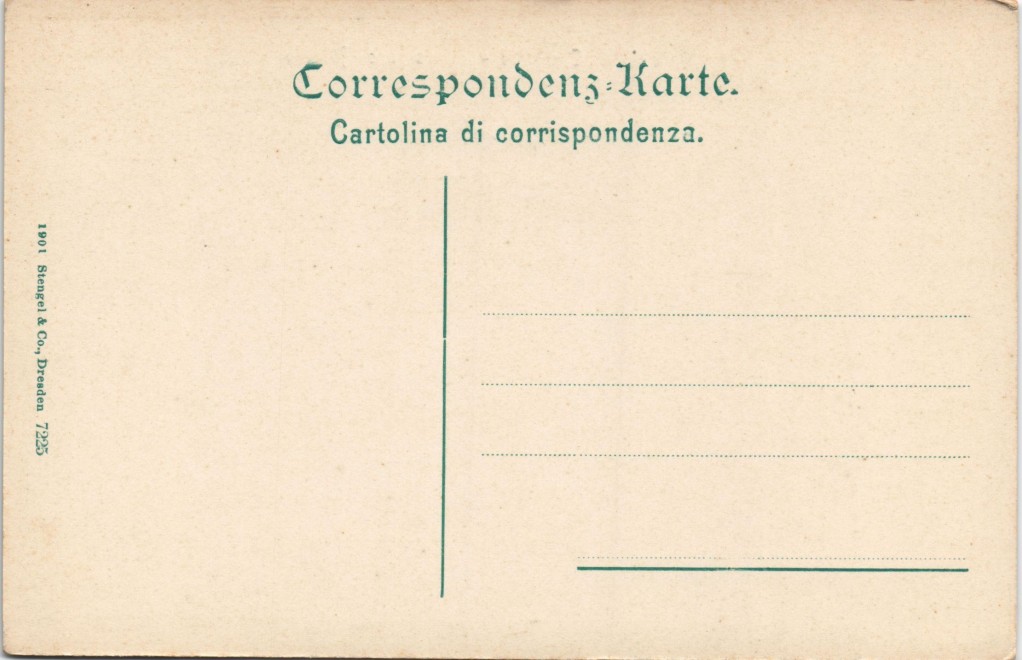 Correspondenz-Karte.
Cartolina di corrispondenza.
1901 Stengel & Co., Dresden 7225